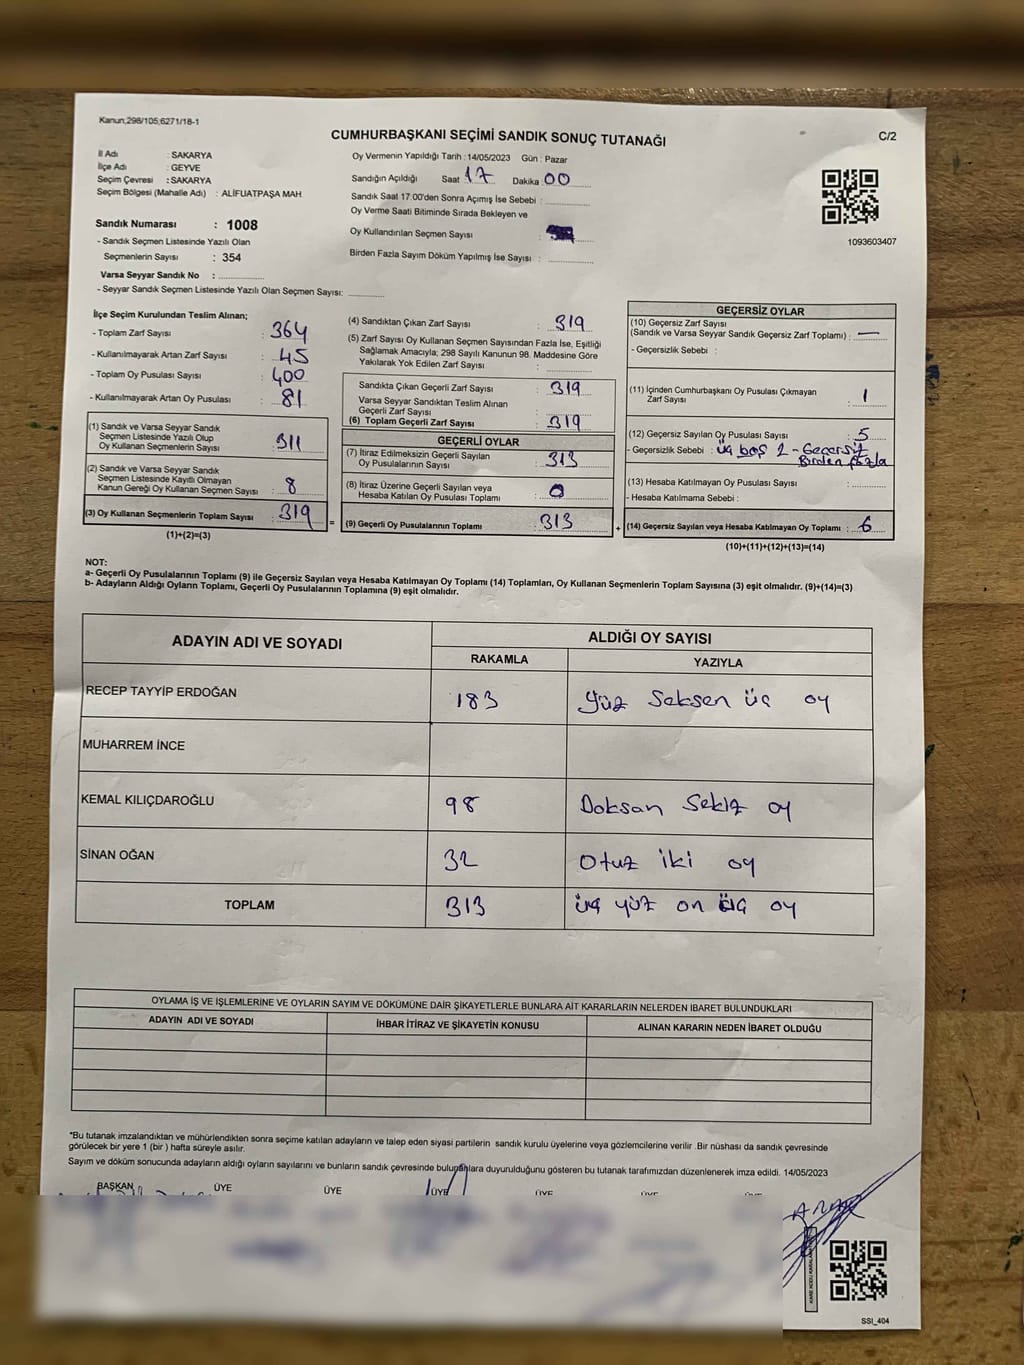 Kanun;298/105;6271/18-1
CUMHURBAŞKANI SEÇİMİ SANDIK SONUÇ TUTANAĞI
C/2
İl Adı : SAKARYA
İlçe Adı : GEYVE
Seçim Çevresi : SAKARYA
Seçim Bölgesi (Mahalle Adı) : ALİFUATPAŞA MAH.
Sandık Numarası : 1008
- Sandık Seçmen Listesinde Yazılı Olan
Seçmenlerin Sayısı : 354
Varsa Seyyar Sandık No :
- Seyyar Sandık Seçmen Listesinde Yazılı Olan Seçmen Sayısı:
Oy Vermenin Yapıldığı Tarih : 14/05/2023 Gün : Pazar
Sandığın Açıldığı Saat 17 Dakika 00
Sandık Saat 17.00'den Sonra Açımış İse Sebebi :
Oy Verme Saati Bitiminde Sırada Bekleyen ve
Oy Kullandırılan Seçmen Sayısı :
Birden Fazla Sayım Döküm Yapılmış İse Sayısı :
1093603407
İlçe Seçim Kurulundan Teslim Alınan;
- Toplam Zarf Sayısı : 364
- Kullanılmayarak Artan Zarf Sayısı : 45
- Toplam Oy Pusulası Sayısı : 400
- Kullanılmayarak Artan Oy Pusulası : 81
(1) Sandık ve Varsa Seyyar Sandık
Seçmen Listesinde Yazılı Olup
Oy Kullanan Seçmenlerin Sayısı : 311
(2) Sandık ve Varsa Seyyar Sandık
Seçmen Listesinde Kayıtlı Olmayan
Kanun Gereği Oy Kullanan Seçmen Sayısı : 8
(3) Oy Kullanan Seçmenlerin Toplam Sayısı : 319
(1)+(2)=(3)
(4) Sandıktan Çıkan Zarf Sayısı : 319
(5) Zarf Sayısı Oy Kullanan Seçmen Sayısından Fazla İse, Eşitliği
Sağlamak Amacıyla; 298 Sayılı Kanunun 98. Maddesine Göre
Yakılarak Yok Edilen Zarf Sayısı :
Sandıkta Çıkan Geçerli Zarf Sayısı : 319
Varsa Seyyar Sandıktan Teslim Alınan
Geçerli Zarf Sayısı :
(6) Toplam Geçerli Zarf Sayısı : 319
GEÇERLİ OYLAR
(7) İtiraz Edilmeksizin Geçerli Sayılan
Oy Pusulalarının Sayısı : 313
(8) İtiraz Üzerine Geçerli Sayılan veya
Hesaba Katılan Oy Pusulası Toplamı : 0
= (9) Geçerli Oy Pusulalarının Toplamı : 313
GEÇERSİZ OYLAR
(10) Geçersiz Zarf Sayısı
(Sandık ve Varsa Seyyar Sandık Geçersiz Zarf Toplamı) : —
- Geçersizlik Sebebi :
(11) İçinden Cumhurbaşkanı Oy Pusulası Çıkmayan
Zarf Sayısı : 1
(12) Geçersiz Sayılan Oy Pusulası Sayısı : 5
- Geçersizlik Sebebi : üç boş 2 - Geçersiz
Birden fazla
(13) Hesaba Katılmayan Oy Pusulası Sayısı :
- Hesaba Katılmama Sebebi :
+ (14) Geçersiz Sayılan veya Hesaba Katılmayan Oy Toplamı : 6
(10)+(11)+(12)+(13)=(14)
NOT:
a- Geçerli Oy Pusulalarının Toplamı (9) ile Geçersiz Sayılan veya Hesaba Katılmayan Oy Toplamı (14) Toplamları, Oy Kullanan Seçmenlerin Toplam Sayısına (3) eşit olmalıdır. (9)+(14)=(3)
b- Adayların Aldığı Oyların Toplamı, Geçerli Oy Pusulalarının Toplamına (9) eşit olmalıdır.
ADAYIN ADI VE SOYADI
ALDIĞI OY SAYISI
RAKAMLA YAZIYLA
RECEP TAYYİP ERDOĞAN 183 yüz Seksen üç oy
MUHARREM İNCE
KEMAL KILIÇDAROĞLU 98 Doksan Sekiz oy
SİNAN OĞAN 32 Otuz iki oy
TOPLAM 313 üç yüz on üç oy
OYLAMA İŞ VE İŞLEMLERİNE VE OYLARIN SAYIM VE DÖKÜMÜNE DAİR ŞİKAYETLERLE BUNLARA AİT KARARLARIN NELERDEN İBARET BULUNDUKLARI
ADAYIN ADI VE SOYADI İHBAR İTİRAZ VE ŞİKAYETİN KONUSU ALINAN KARARIN NEDEN İBARET OLDUĞU
*Bu tutanak imzalandıktan ve mühürlendikten sonra seçime katılan adayların ve talep eden siyasi partilerin sandık kurulu üyelerine veya gözlemcilerine verilir .Bir nüshası da sandık çevresinde
görülecek bir yere 1 (bir ) hafta süreyle asılır.
Sayım ve döküm sonucunda adayların aldığı oyların sayılarını ve bunların sandık çevresinde bulunanlara duyurulduğunu gösteren bu tutanak tarafımızdan düzenlenerek imza edildi. 14/05/2023
BAŞKAN ÜYE ÜYE ÜYE ÜYE ÜYE ÜYE
SSI_404